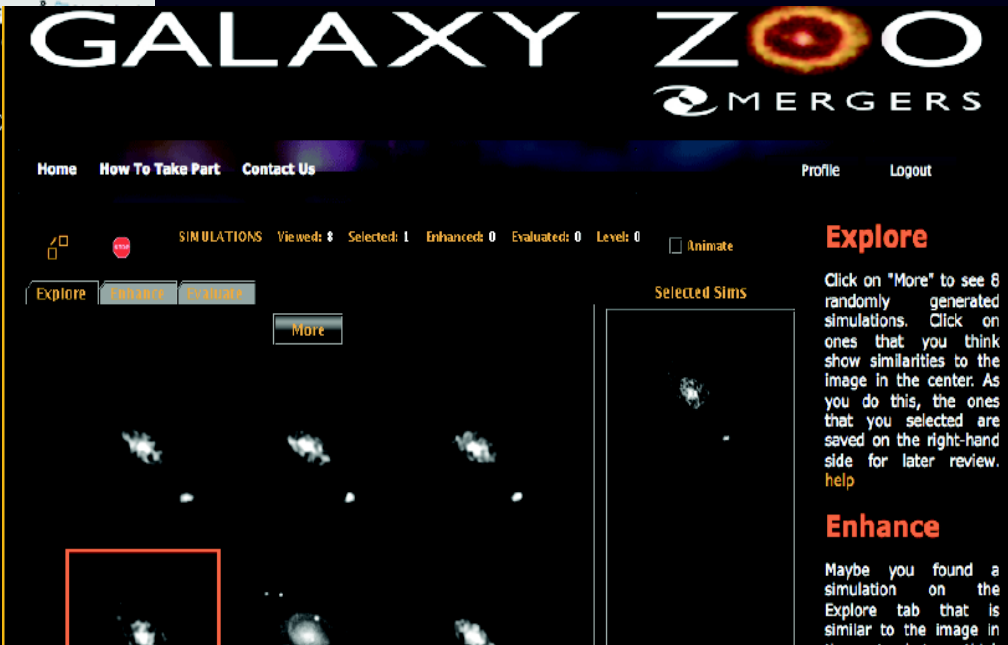 GALAXY ZOO
MERGERS
Home How To Take Part Contact Us Profile Logout
SIMULATIONS Viewed: 8 Selected: 1 Enhanced: 0 Evaluated: 0 Level: 0
STOP
Animate
Explore Enhance Evaluate
More
Selected Sims
Explore
Click on "More" to see 8
randomly generated
simulations. Click on
ones that you think
show similarities to the
image in the center. As
you do this, the ones
that you selected are
saved on the right-hand
side for later review.
help
Enhance
Maybe you found a
simulation on the
Explore tab that is
similar to the image in